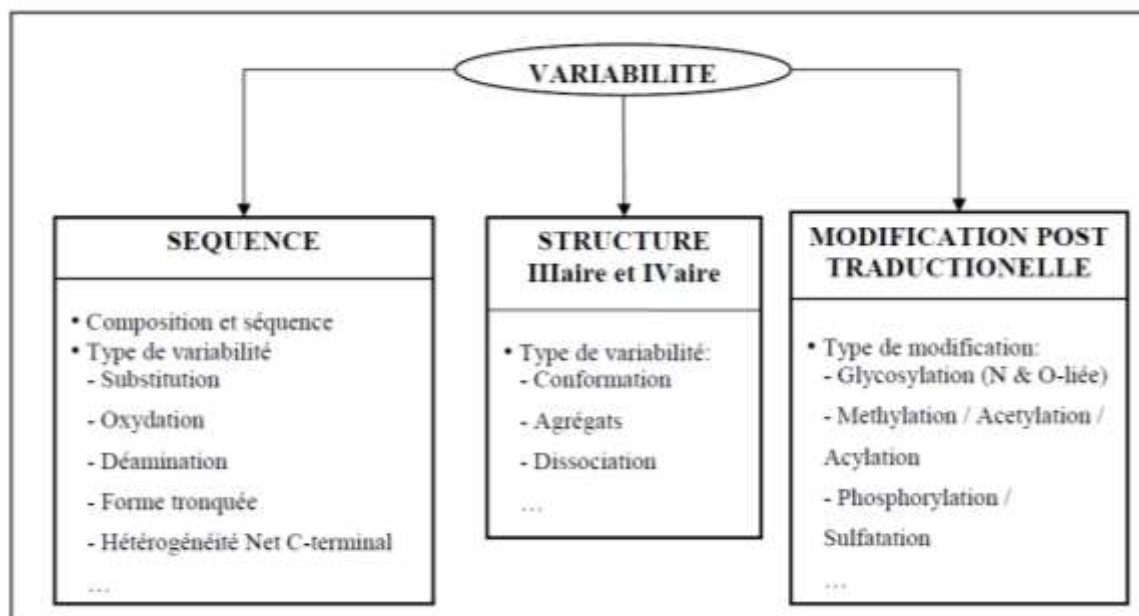 VARIABILITE
SEQUENCE
• Composition et séquence
• Type de variabilité
- Substitution
- Oxydation
- Déamination
- Forme tronquée
- Hétérogénéité Net C-terminal
…
STRUCTURE
IIIaire et IVaire
• Type de variabilité:
- Conformation
- Agrégats
- Dissociation
…
MODIFICATION POST
TRADUCTIONELLE
• Type de modification:
- Glycosylation (N & O-liée)
- Methylation / Acetylation /
Acylation
- Phosphorylation /
Sulfatation
…